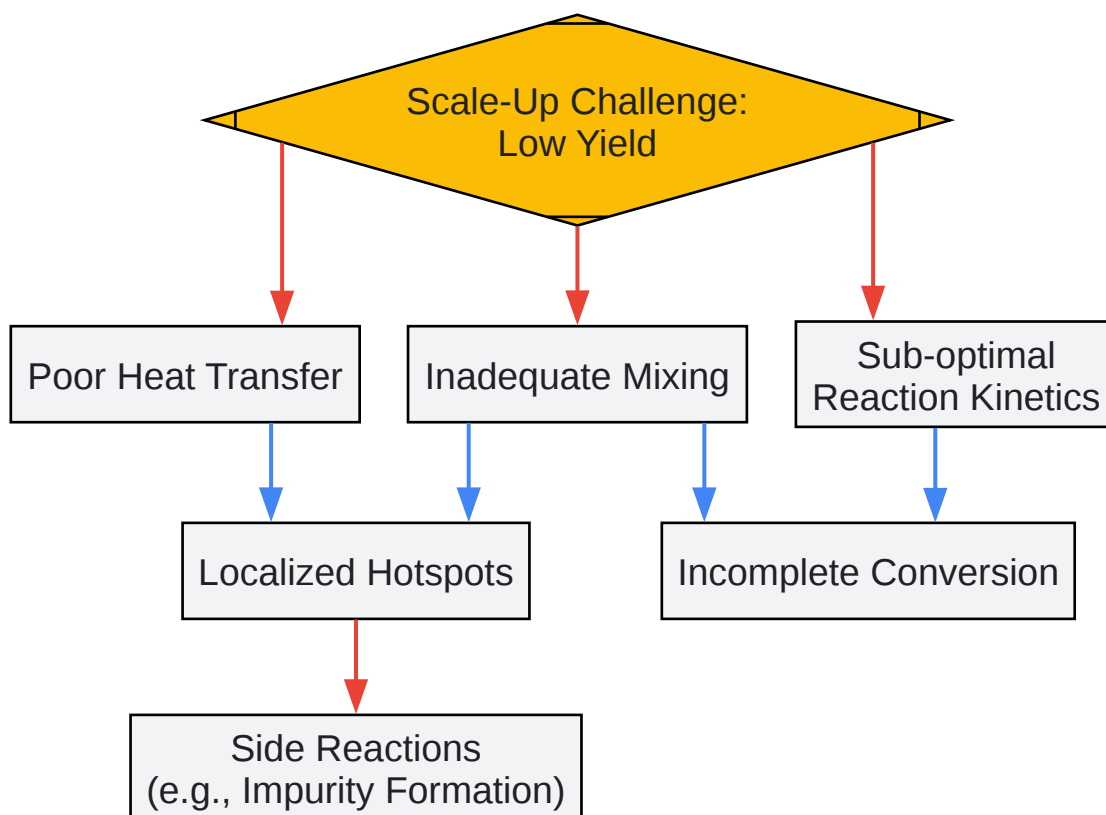 Scale-Up Challenge:
Low Yield
Poor Heat Transfer
Inadequate Mixing
Sub-optimal
Reaction Kinetics
Localized Hotspots
Incomplete Conversion
Side Reactions
(e.g., Impurity Formation)